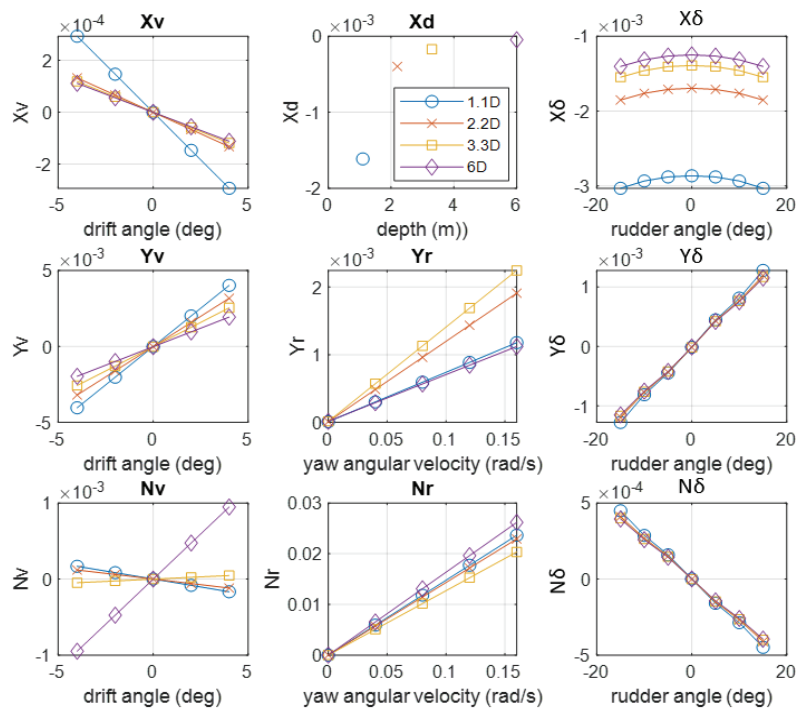 Xv
×10⁻⁴
2
0
-2
-5
0
5
drift angle (deg)
Xv
Xd
×10⁻³
0
-1
-2
0
2
4
6
depth (m))
Xd
1.1D
2.2D
3.3D
6D
Xδ
×10⁻³
-1
-2
-3
-20
0
20
rudder angle (deg)
Xδ
Yv
×10⁻³
5
0
-5
-5
0
5
drift angle (deg)
Yv
Yr
×10⁻³
2
1
0
0
0.05
0.1
0.15
yaw angular velocity (rad/s)
Yr
Yδ
×10⁻³
1
0
-1
-20
0
20
rudder angle (deg)
Yδ
Nv
×10⁻³
1
0
-1
-5
0
5
drift angle (deg)
Nv
Nr
0.03
0.02
0.01
0
0
0.05
0.1
0.15
yaw angular velocity (rad/s)
Nr
Nδ
×10⁻⁴
5
0
-5
-20
0
20
rudder angle (deg)
Nδ